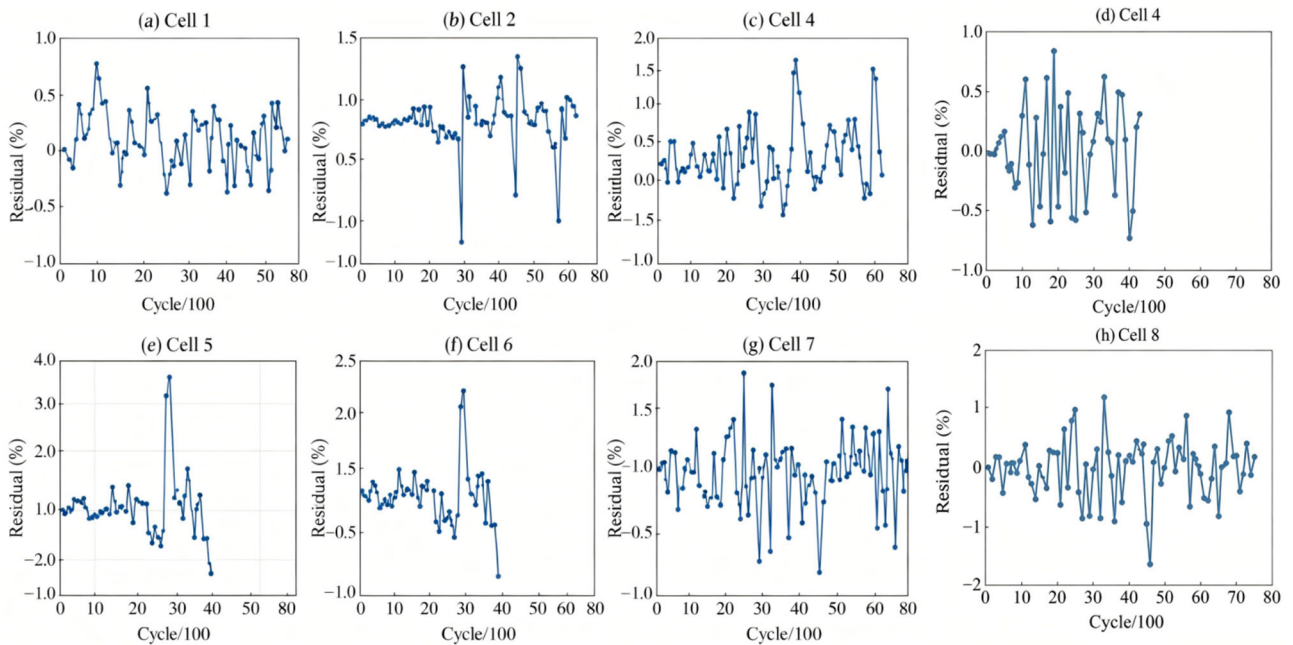 (a) Cell 1
Residual (%)
1.0
0.5
0
−0.5
−1.0
0 10 20 30 40 50 60
Cycle/100
(b) Cell 2
Residual (%)
1.5
1.0
0.5
−1.0
−1.0
0 10 20 30 40 50 60 80
Cycle/100
(c) Cell 4
Residual (%)
2.0
1.5
1.0
0.5
0.0
−1.5
−1.0
0 10 20 30 40 50 60 80
Cycle/100
(d) Cell 4
Residnal (%)
1.0
0.5
0.0
−0.5
−1.0
0 10 20 30 40 50 60 70 80
Cycle/100
(e) Cell 5
Residual (%)
4.0
3.0
2.0
1.0
−2.0
−1.0
0 10 20 30 40 50 60 80
Cycle/100
(f) Cell 6
Residual (%)
2.5
2.0
1.5
−0.5
−1.0
0 10 20 30 40 50 60 80
Cycle/100
(g) Cell 7
Residual (%)
2.0
1.5
−1.0
−0.5
−1.0
0 10 20 30 40 50 60 70 80
Cycle/100
(h) Cell 8
Residual (%)
2
1
0
−1
−2
0 10 20 30 40 50 60 70 80
Cycle/100